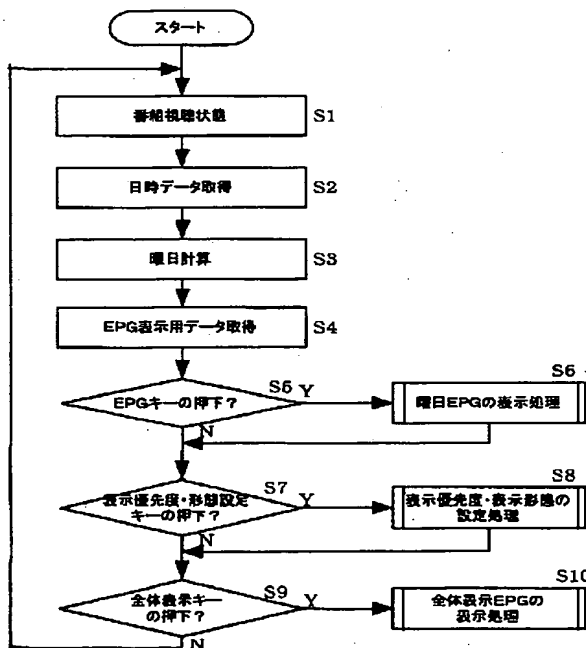 スタート
番組視聴状態 S1
日時データ取得 S2
曜日計算 S3
EPG表示用データ取得 S4
EPGキーの押下? S5 Y
曜日EPGの表示処理 S6
N
表示優先度・形態設定
キーの押下? S7 Y
表示優先度・表示形態の
設定処理 S8
N
全体表示キー
の押下? S9 Y
全体表示EPGの
表示処理 S10
N